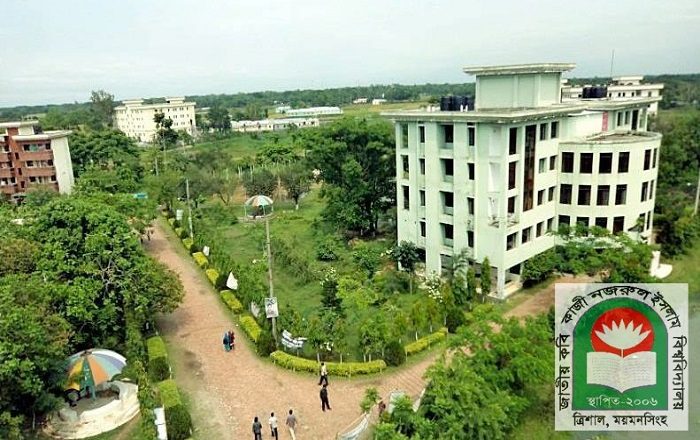 জাতীয় কবি কাজী নজরুল ইসলাম বিশ্ববিদ্যালয়
স্থাপিত-২০০৬
ত্রিশাল, ময়মনসিংহ